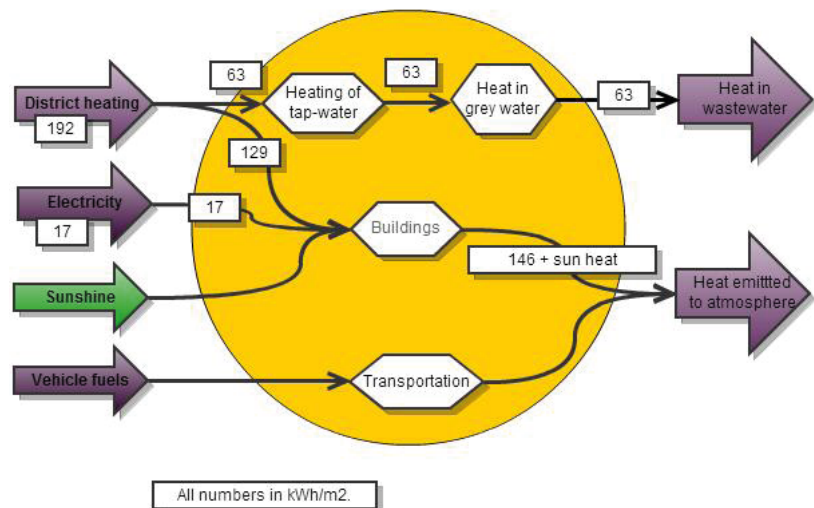 63
63
District heating
192
Heating of
tap-water
Heat in
grey water
63
Heat in
wastewater
129
Electricity
17
17
Buildings
146 + sun heat
Sunshine
Heat emittted
to atmosphere
Vehicle fuels
Transportation
All numbers in kWh/m2.